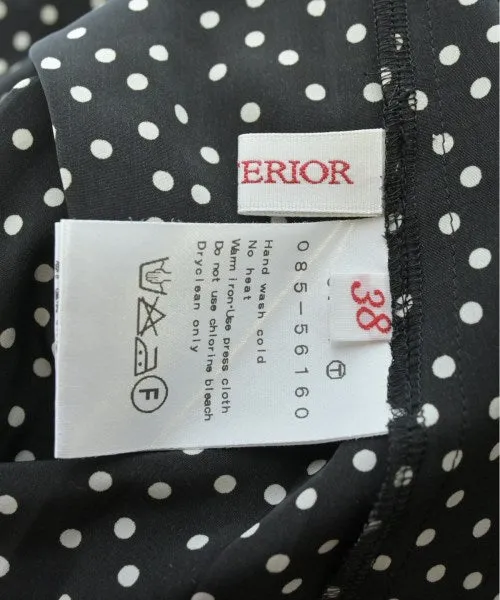 ERIOR
38
T
085-56160
Hand wash cold
No heat
Warm iron-Use press cloth
Do not use chlorine bleach
Dryclean only
F